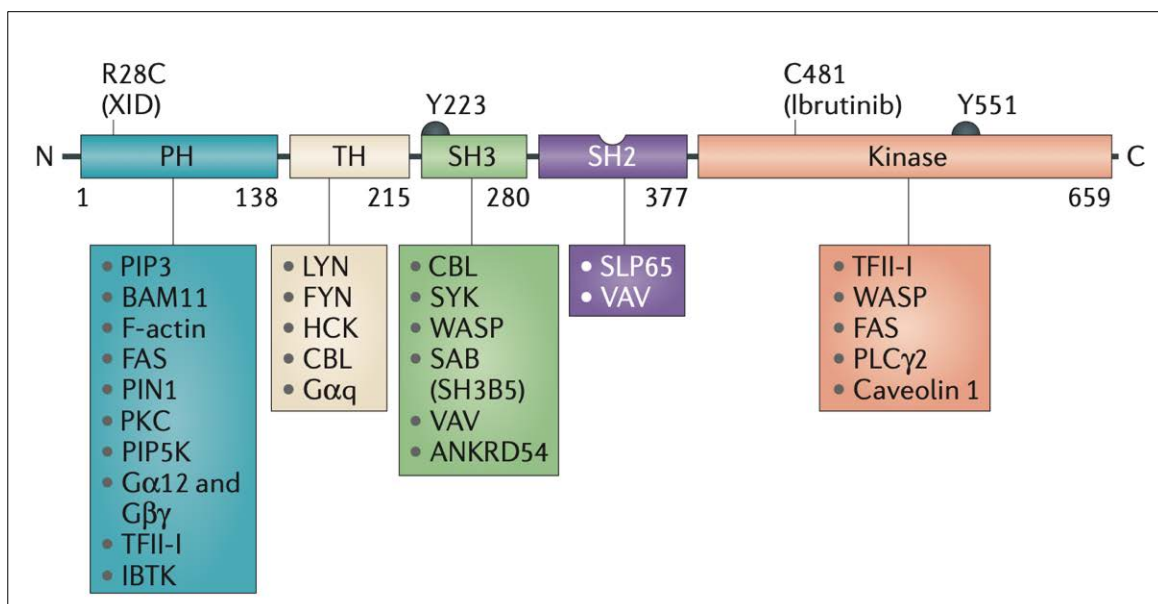 R28C
(XID)
Y223
C481
(Ibrutinib)
Y551
N
PH
TH
SH3
SH2
Kinase
C
1
138
215
280
377
659
• PIP3
• BAM11
• F-actin
• FAS
• PIN1
• PKC
• PIP5K
• Gα12 and
Gβγ
• TFII-I
• IBTK
• LYN
• FYN
• HCK
• CBL
• Gαq
• CBL
• SYK
• WASP
• SAB
(SH3B5)
• VAV
• ANKRD54
• SLP65
• VAV
• TFII-I
• WASP
• FAS
• PLCγ2
• Caveolin 1